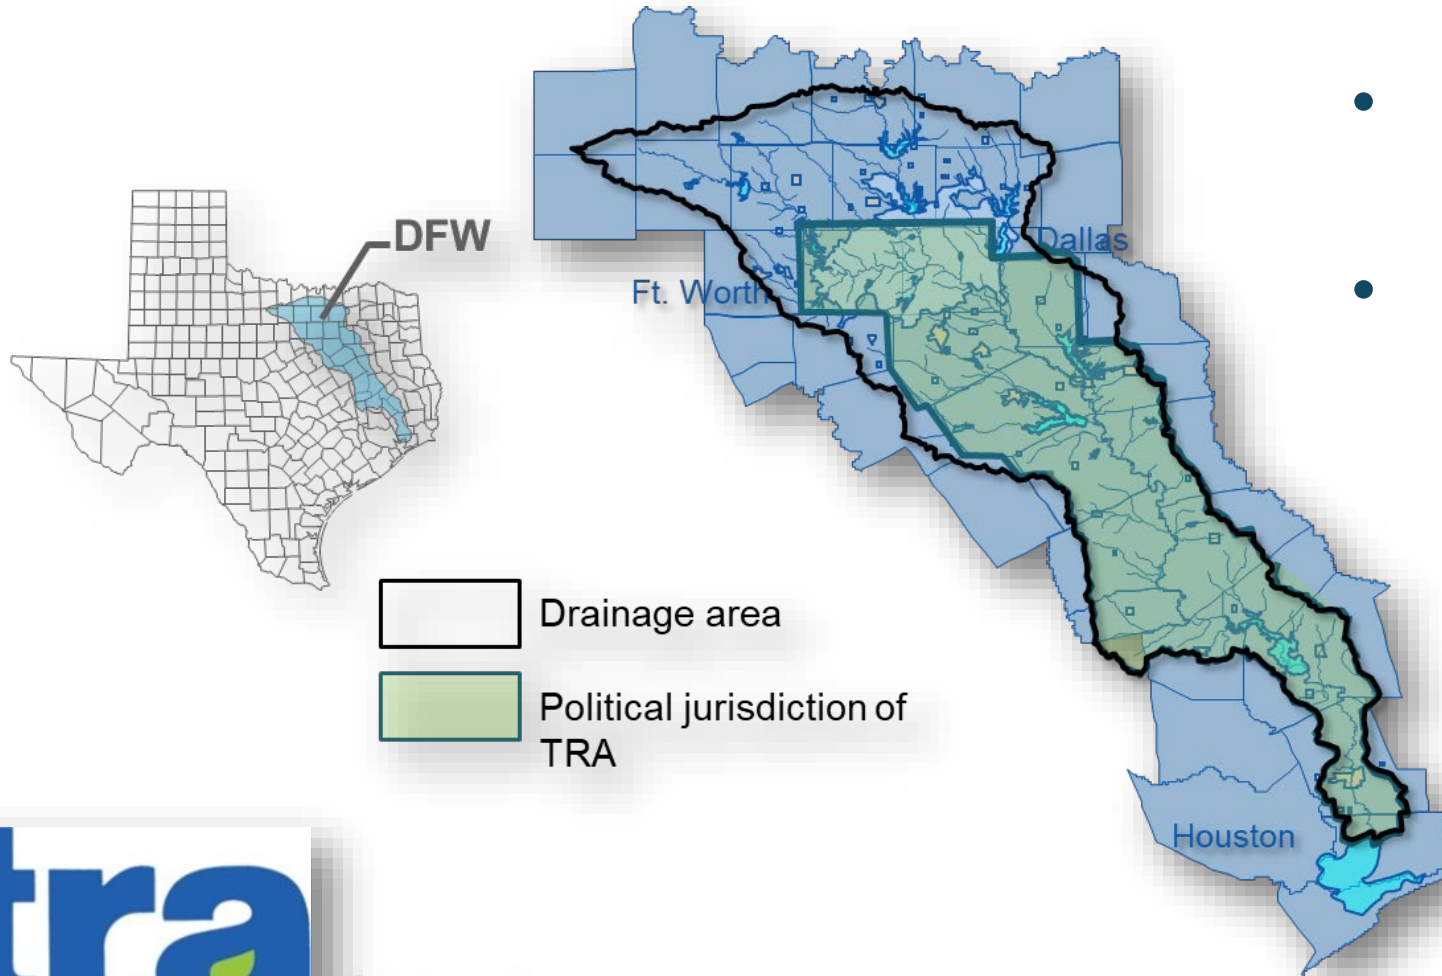 DFW
Dallas
Ft. Worth
Drainage area
Political jurisdiction of
TRA
Houston
tra